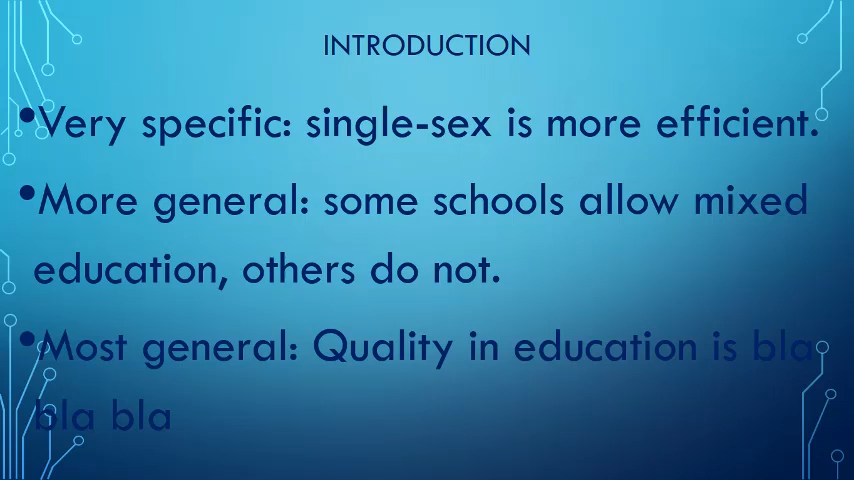 INTRODUCTION
•Very specific: single-sex is more efficient.
•More general: some schools allow mixed
education, others do not.
•Most general: Quality in education is bla
bla bla